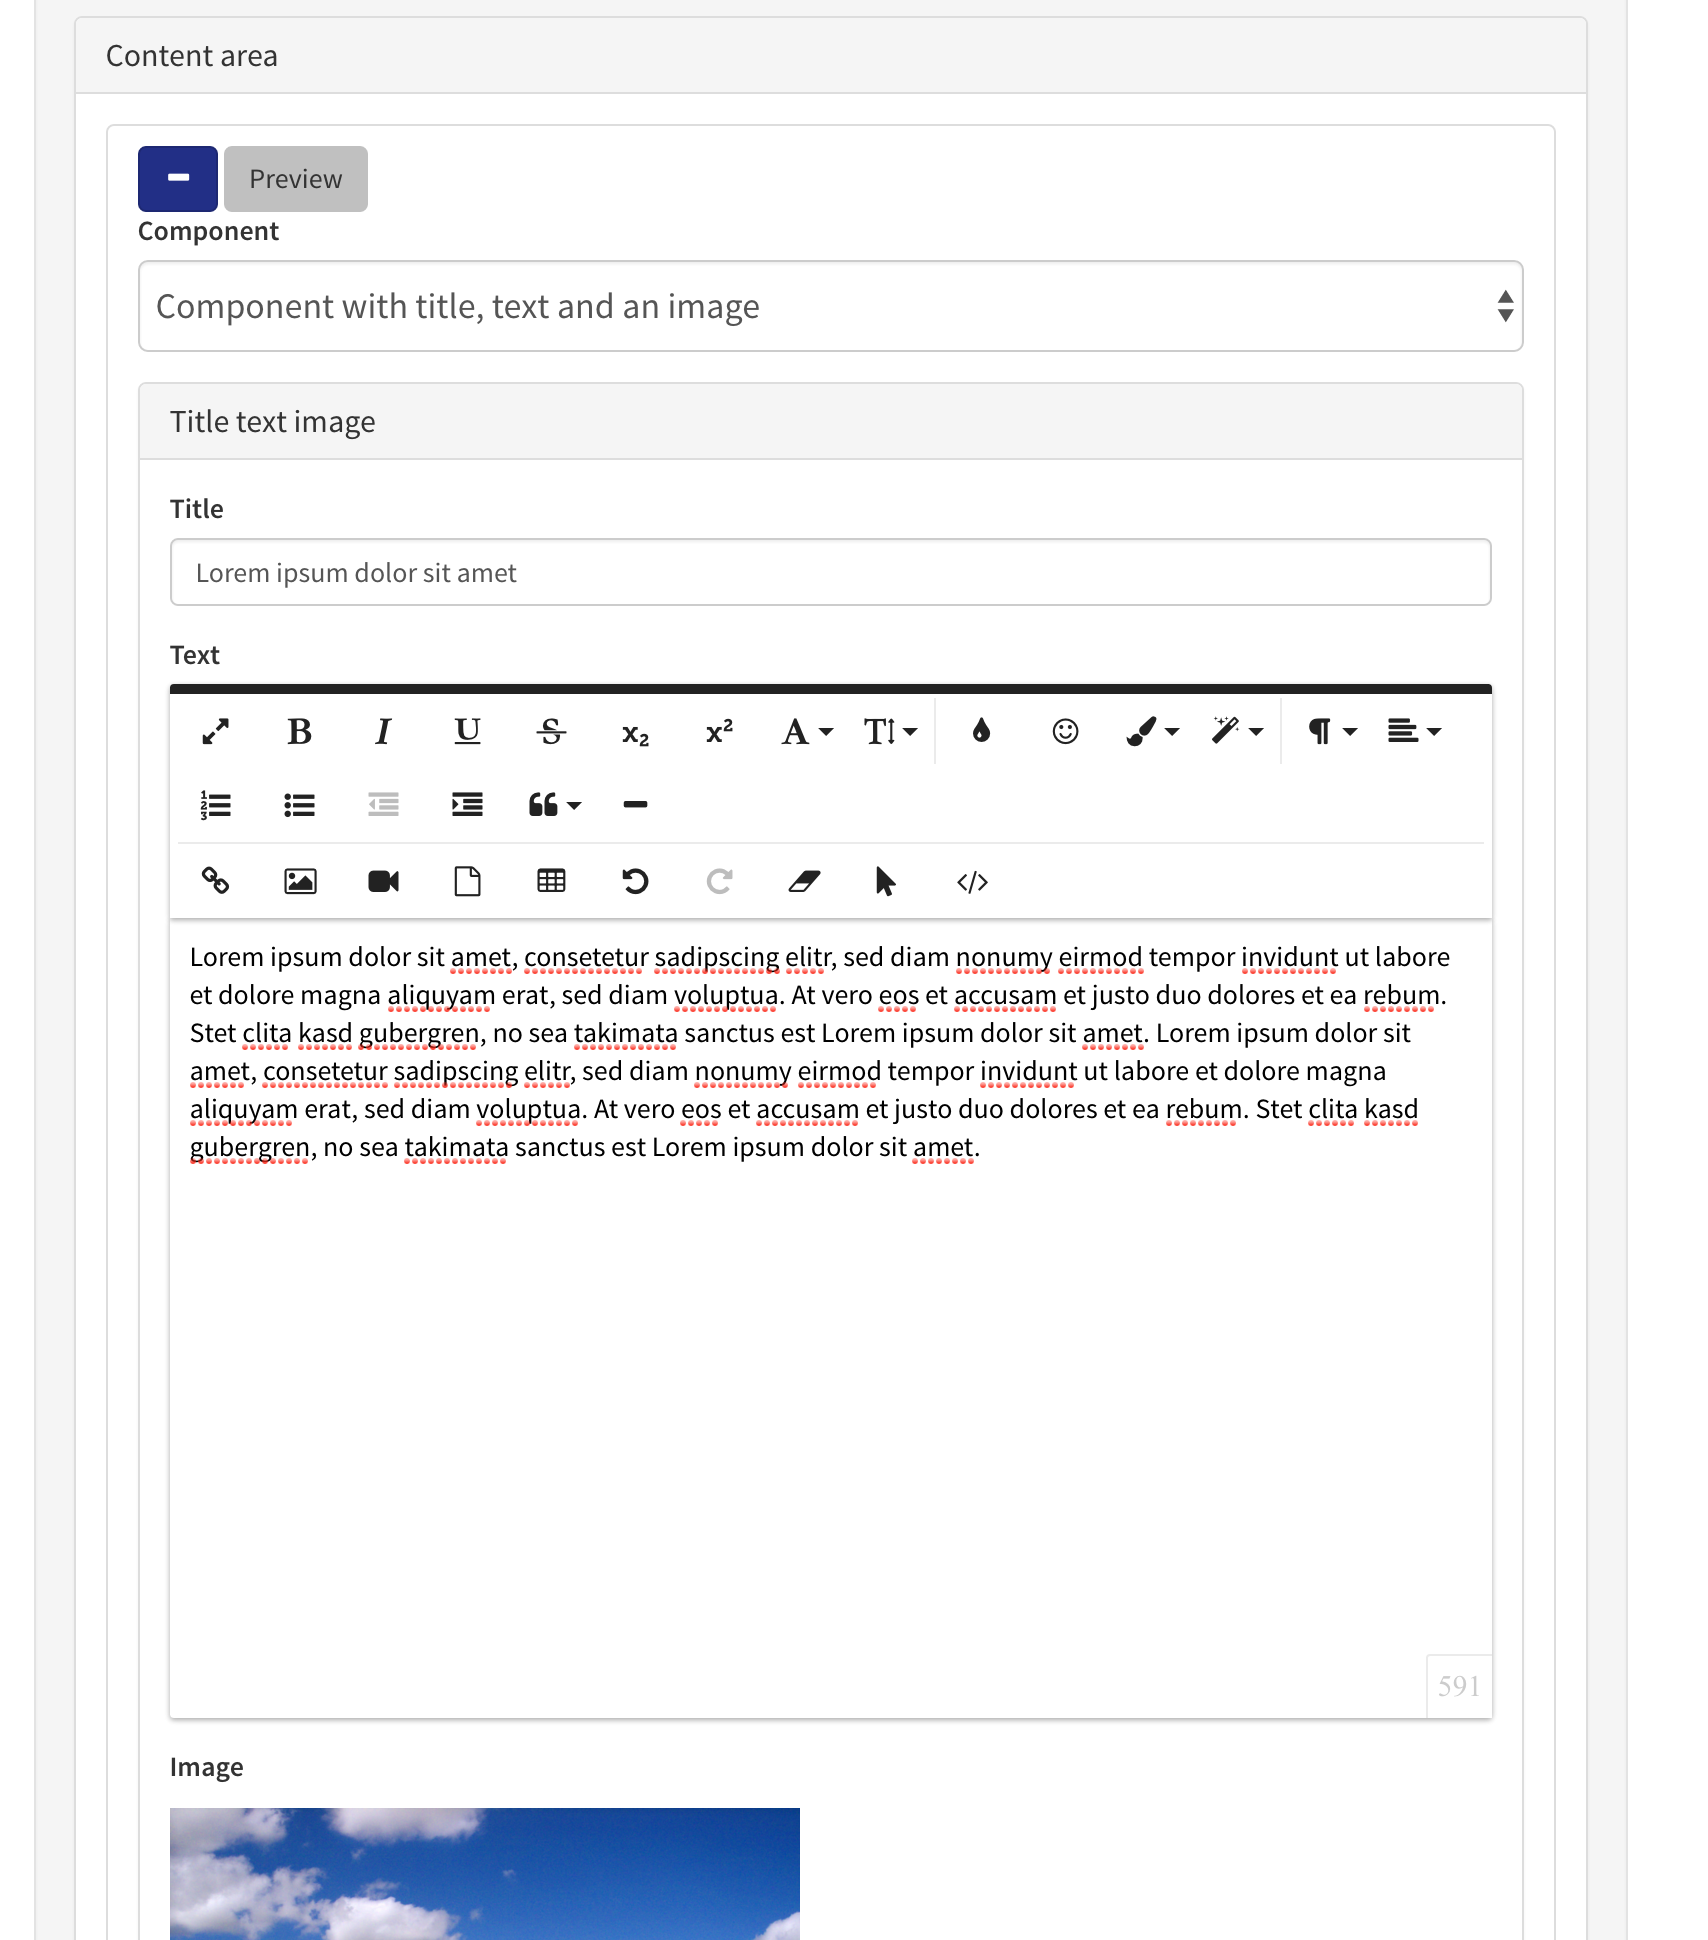 Content area
Preview
Component
Component with title, text and an image
Title text image
Title
Lorem ipsum dolor sit amet
Text
Lorem ipsum dolor sit amet, consetetur sadipscing elitr, sed diam nonumy eirmod tempor invidunt ut labore
et dolore magna aliquyam erat, sed diam voluptua. At vero eos et accusam et justo duo dolores et ea rebum.
Stet clita kasd gubergren, no sea takimata sanctus est Lorem ipsum dolor sit amet. Lorem ipsum dolor sit
amet, consetetur sadipscing elitr, sed diam nonumy eirmod tempor invidunt ut labore et dolore magna
aliquyam erat, sed diam voluptua. At vero eos et accusam et justo duo dolores et ea rebum. Stet clita kasd
gubergren, no sea takimata sanctus est Lorem ipsum dolor sit amet.
591
Image